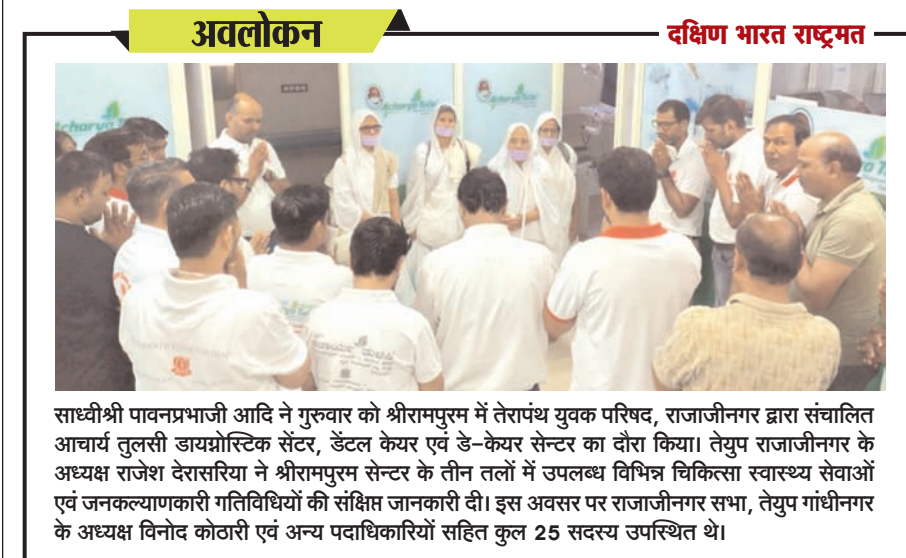 अवलोकन
दक्षिण भारत राष्ट्रमत
Acharya Tulsi
साध्वीश्री पावनप्रभाजी आदि ने गुरुवार को श्रीरामपुरम में तेरापंथ युवक परिषद, राजाजीनगर द्वारा संचालित
आचार्य तुलसी डायग्नोस्टिक सेंटर, डेंटल केयर एवं डे-केयर सेन्टर का दौरा किया। तेयुप राजाजीनगर के
अध्यक्ष राजेश देरासरिया ने श्रीरामपुरम सेन्टर के तीन तलों में उपलब्ध विभिन्न चिकित्सा स्वास्थ्य सेवाओं
एवं जनकल्याणकारी गतिविधियों की संक्षिप्त जानकारी दी। इस अवसर पर राजाजीनगर सभा, तेयुप गांधीनगर
के अध्यक्ष विनोद कोठारी एवं अन्य पदाधिकारियों सहित कुल 25 सदस्य उपस्थित थे।